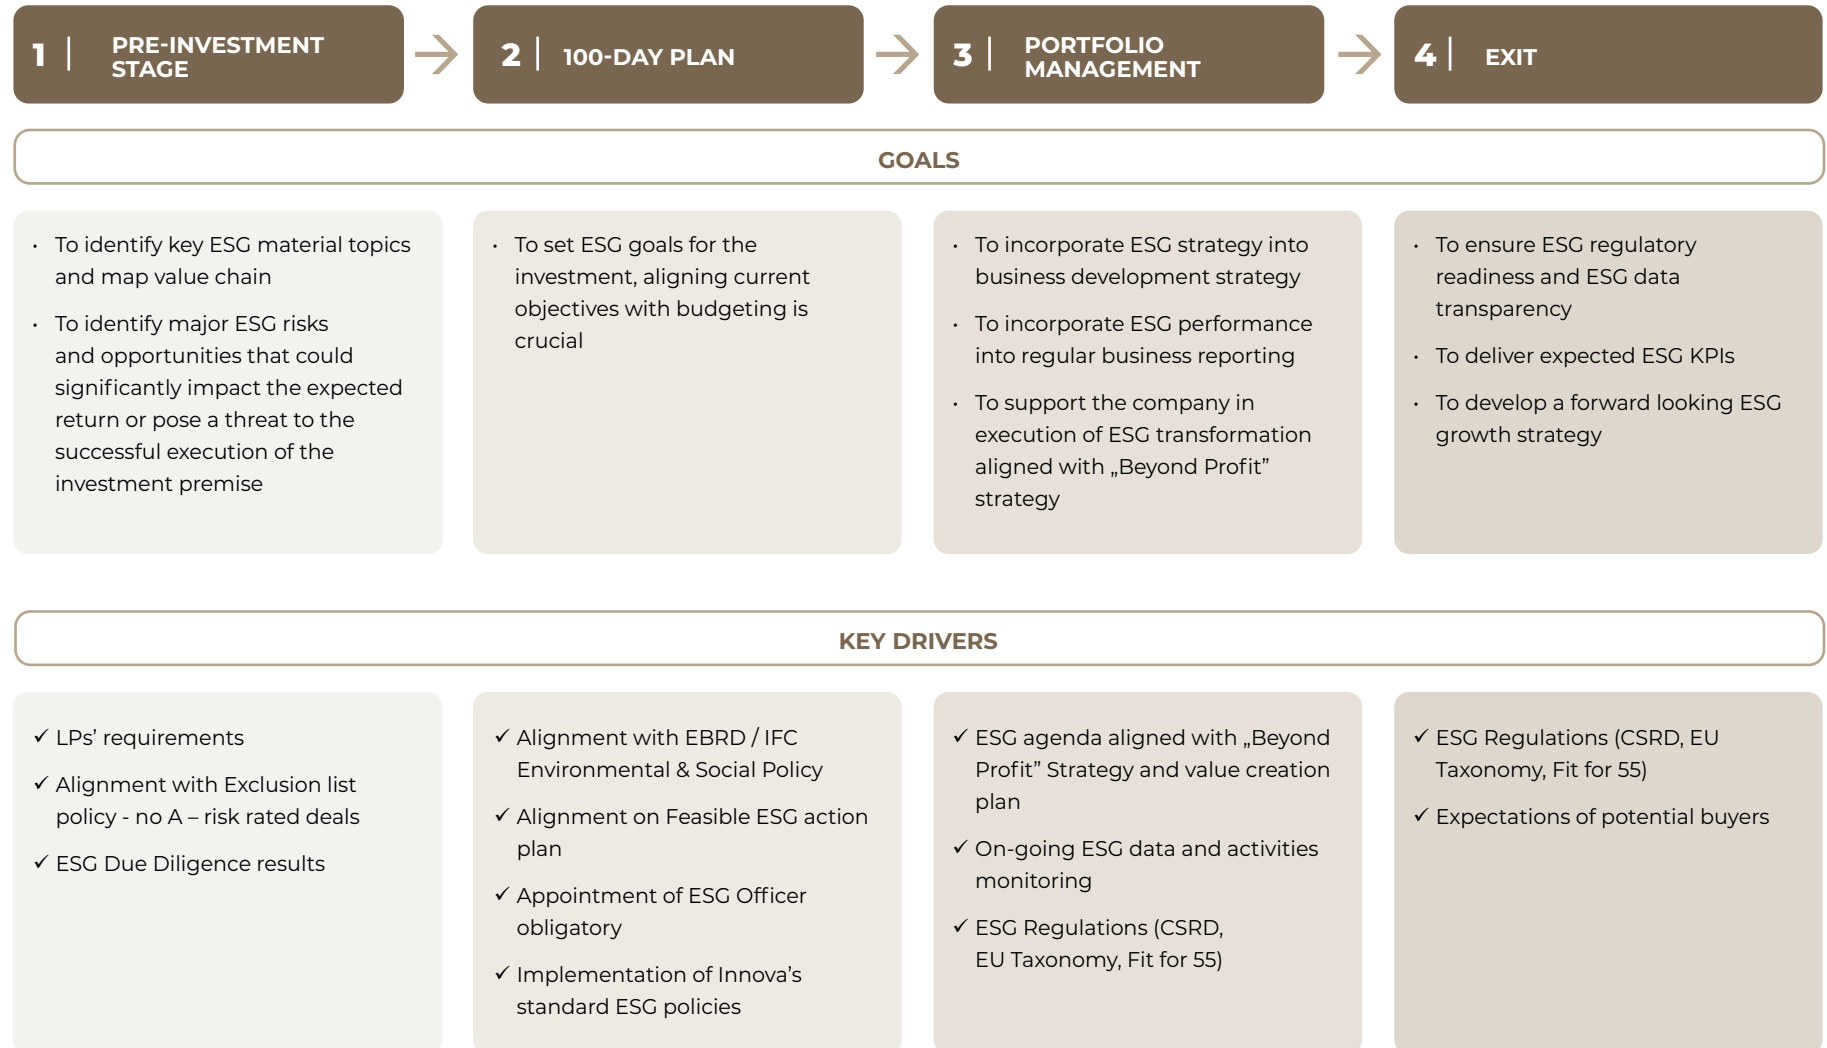 1 | PRE-INVESTMENT
STAGE
2 | 100-DAY PLAN
3 | PORTFOLIO
MANAGEMENT
4 | EXIT
GOALS
· To identify key ESG material topics
and map value chain
· To identify major ESG risks
and opportunities that could
significantly impact the expected
return or pose a threat to the
successful execution of the
investment premise
· To set ESG goals for the
investment, aligning current
objectives with budgeting is
crucial
· To incorporate ESG strategy into
business development strategy
· To incorporate ESG performance
into regular business reporting
· To support the company in
execution of ESG transformation
aligned with „Beyond Profit”
strategy
· To ensure ESG regulatory
readiness and ESG data
transparency
· To deliver expected ESG KPIs
· To develop a forward looking ESG
growth strategy
KEY DRIVERS
✓ LPs’ requirements
✓ Alignment with Exclusion list
policy - no A – risk rated deals
✓ ESG Due Diligence results
✓ Alignment with EBRD / IFC
Environmental & Social Policy
✓ Alignment on Feasible ESG action
plan
✓ Appointment of ESG Officer
obligatory
✓ Implementation of Innova’s
standard ESG policies
✓ ESG agenda aligned with „Beyond
Profit” Strategy and value creation
plan
✓ On-going ESG data and activities
monitoring
✓ ESG Regulations (CSRD,
EU Taxonomy, Fit for 55)
✓ ESG Regulations (CSRD, EU
Taxonomy, Fit for 55)
✓ Expectations of potential buyers